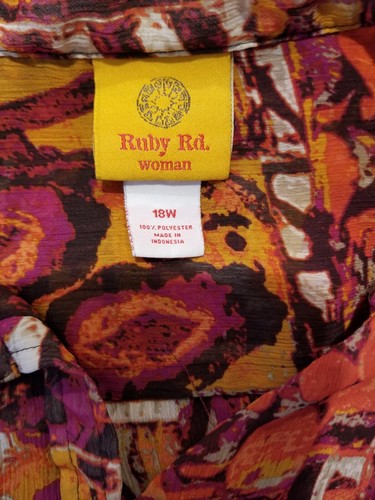 Ruby Rd.
woman
18W
100% POLYESTER
MADE IN
INDONESIA